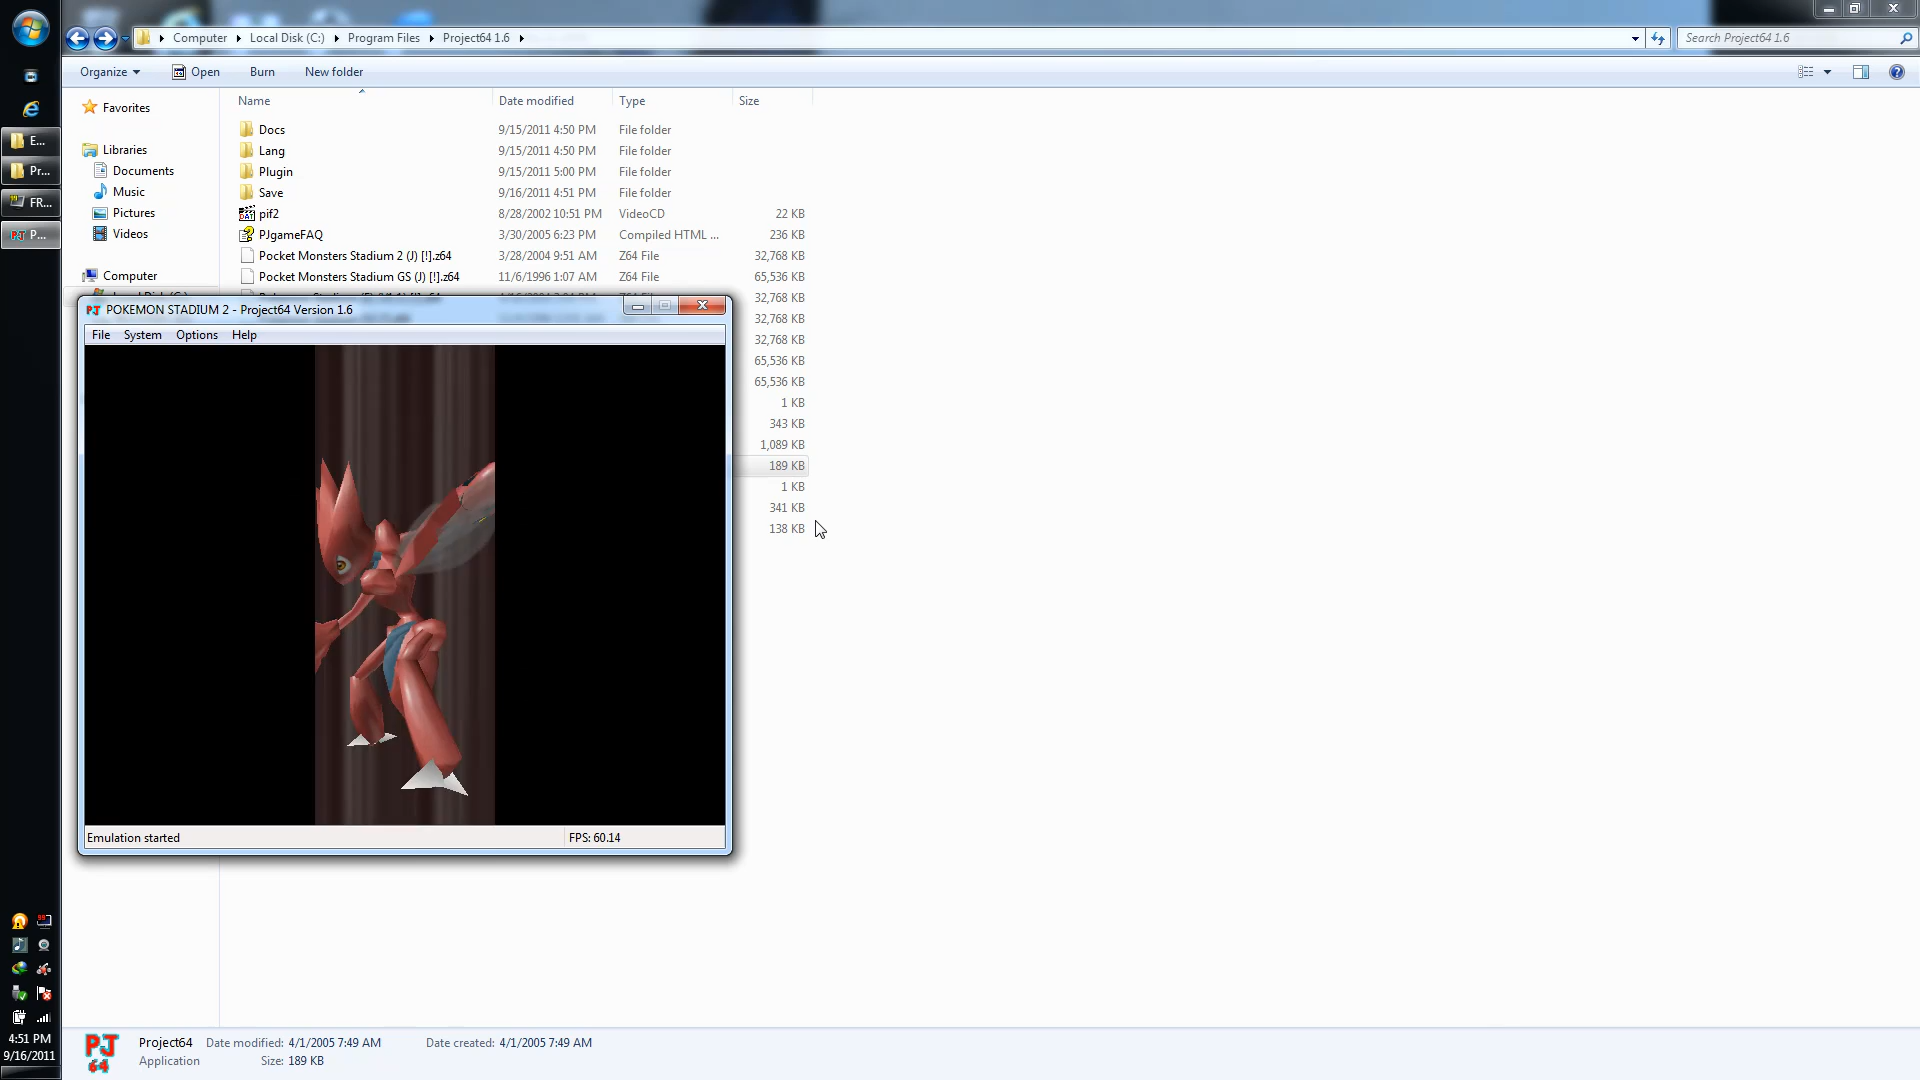 Computer Local Disk (C:) Program Files Project64 1.6
Search Project64 1.6
Organize Open Burn New folder
Name Date modified Type Size
Favorites
Libraries
Documents
Music
Pictures
Videos
Computer
Docs 9/15/2011 4:50 PM File folder
Lang 9/15/2011 4:50 PM File folder
Plugin 9/15/2011 5:00 PM File folder
Save 9/16/2011 4:51 PM File folder
pif2 8/28/2002 10:51 PM VideoCD 22 KB
PJgameFAQ 3/30/2005 6:23 PM Compiled HTML ... 236 KB
Pocket Monsters Stadium 2 (J) [!].z64 3/28/2004 9:51 AM Z64 File 32,768 KB
Pocket Monsters Stadium GS (J) [!].z64 11/6/1996 1:07 AM Z64 File 65,536 KB
32,768 KB
32,768 KB
32,768 KB
65,536 KB
65,536 KB
1 KB
343 KB
1,089 KB
189 KB
1 KB
341 KB
138 KB
E...
Pr...
FR...
PJ P...
PJ POKEMON STADIUM 2 - Project64 Version 1.6
File System Options Help
Emulation started FPS: 60.14
4:51 PM
9/16/2011
PJ
64
Project64 Date modified: 4/1/2005 7:49 AM Date created: 4/1/2005 7:49 AM
Application Size: 189 KB